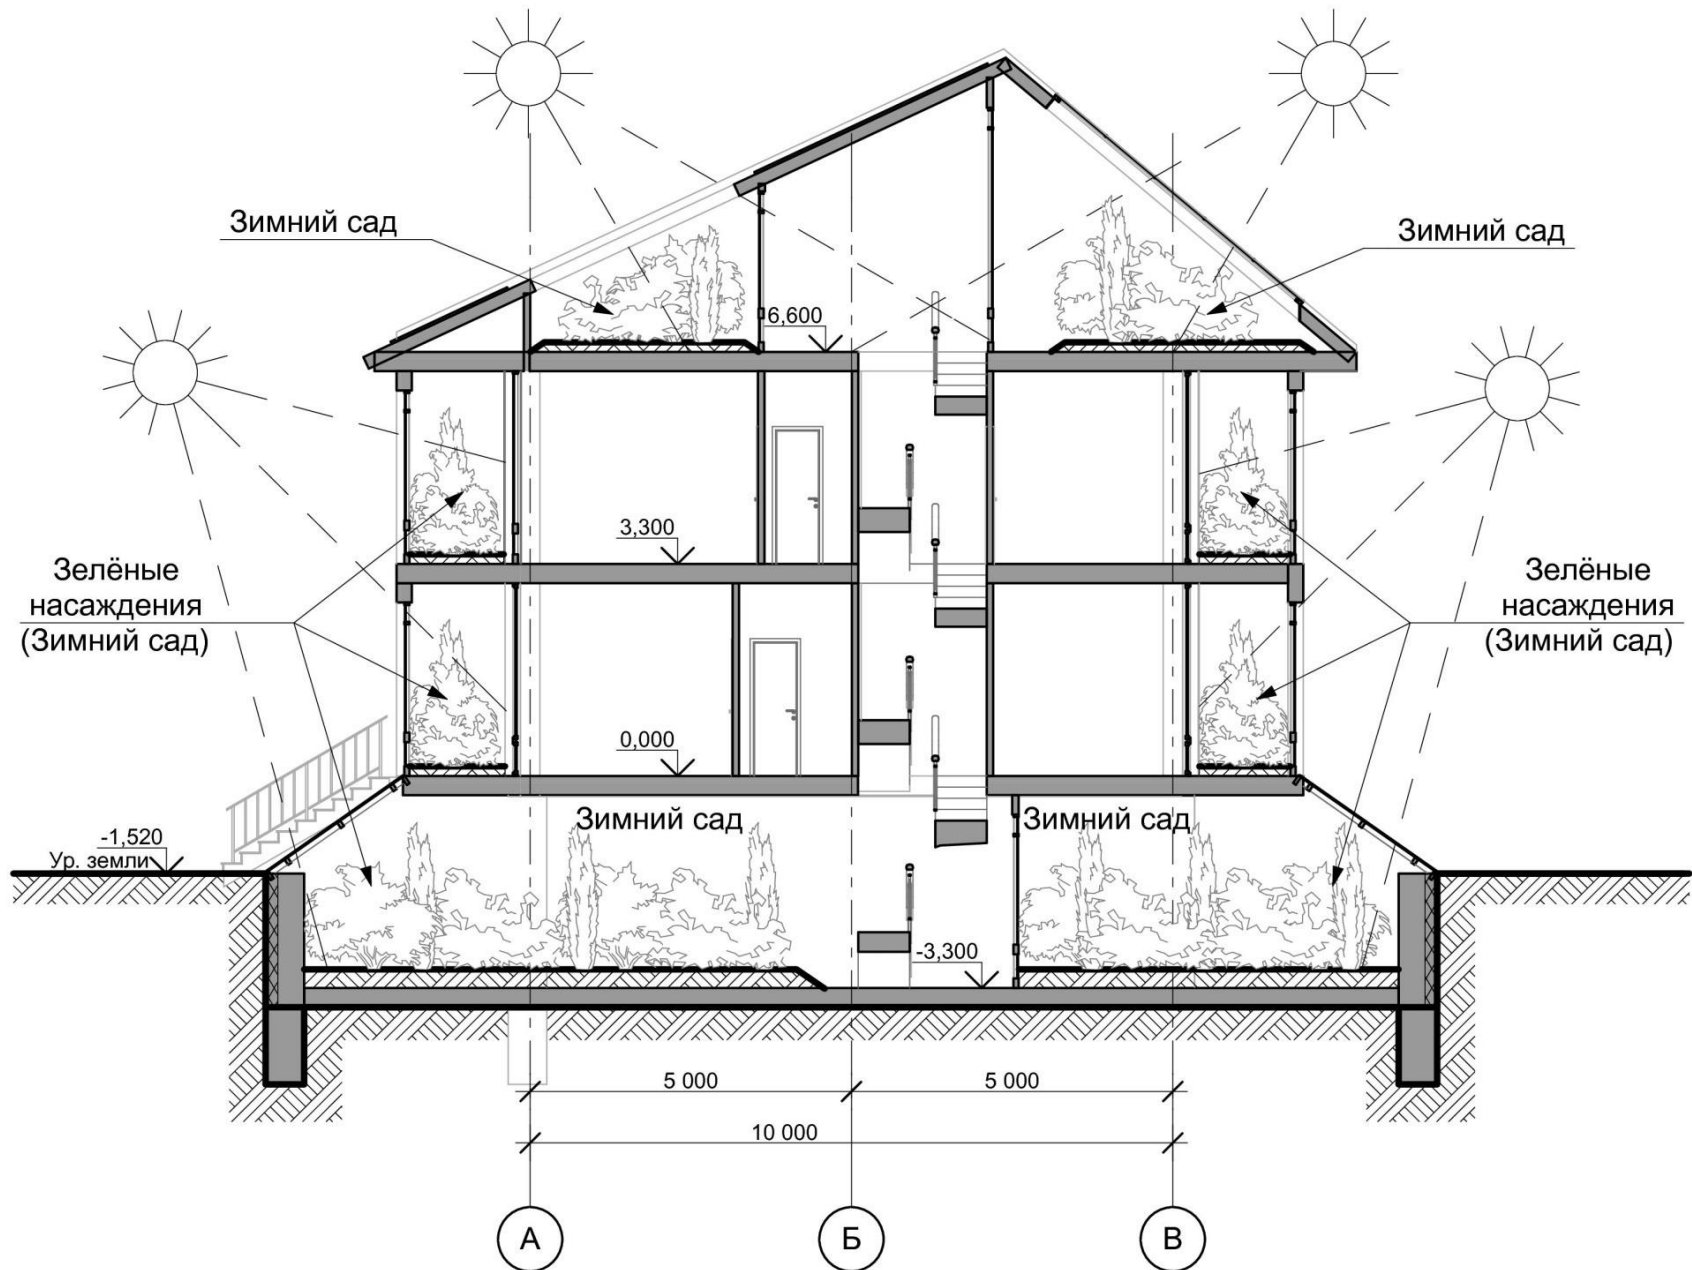 Зимний сад
Зимний сад
6,600
3,300
Зелёные
насаждения
(Зимний сад)
Зелёные
насаждения
(Зимний сад)
0,000
Зимний сад
Зимний сад
-1,520
Ур. земли
-3,300
5 000
5 000
10 000
А
Б
В